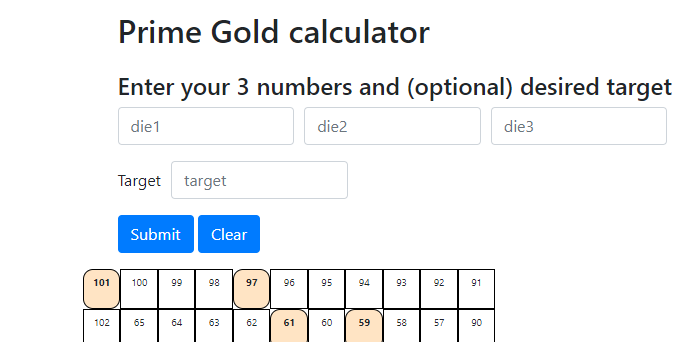 Prime Gold calculator
Enter your 3 numbers and (optional) desired target
die1 die2 die3
Target target
Submit Clear
101 100 99 98 97 96 95 94 93 92 91
102 65 64 63 62 61 60 59 58 57 90